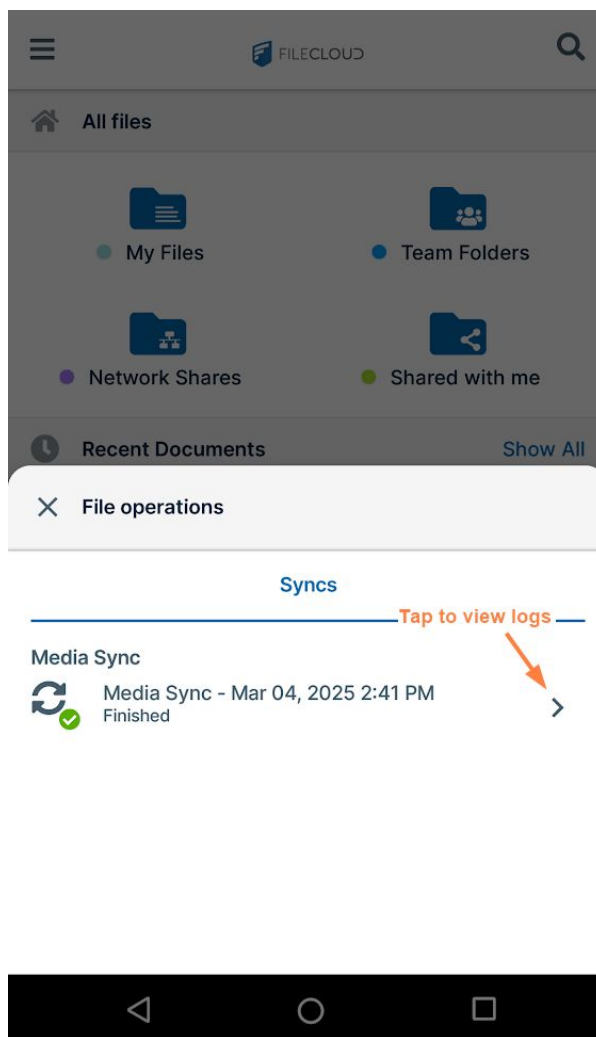 FILECLOUD
All files
My Files
Team Folders
Network Shares
Shared with me
Recent Documents
Show All
File operations
Syncs
Tap to view logs
Media Sync
Media Sync - Mar 04, 2025 2:41 PM
Finished